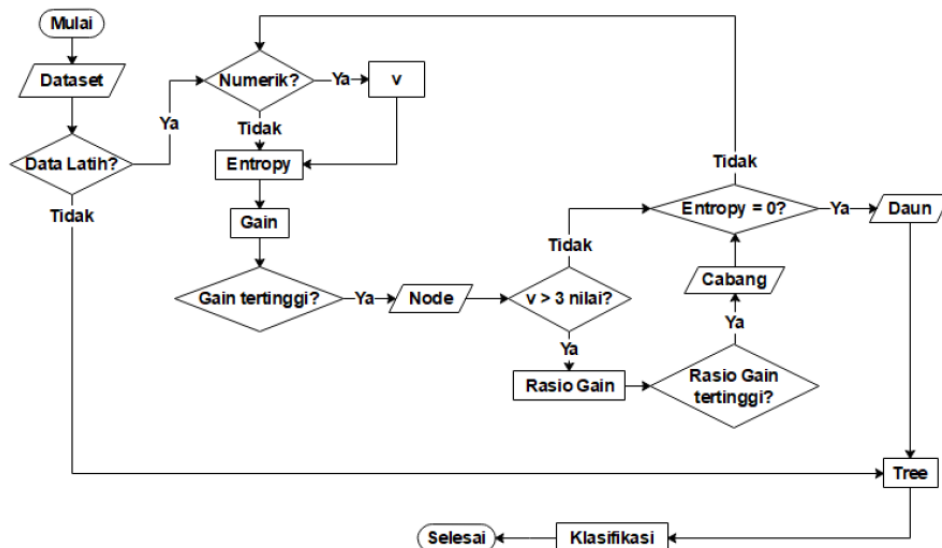 Mulai
Dataset
Data Latih?
Ya
Tidak
Numerik?
Ya
v
Tidak
Entropy
Gain
Gain tertinggi?
Ya
Node
v > 3 nilai?
Tidak
Ya
Rasio Gain
Rasio Gain
tertinggi?
Ya
Cabang
Entropy = 0?
Tidak
Ya
Daun
Tree
Klasifikasi
Selesai